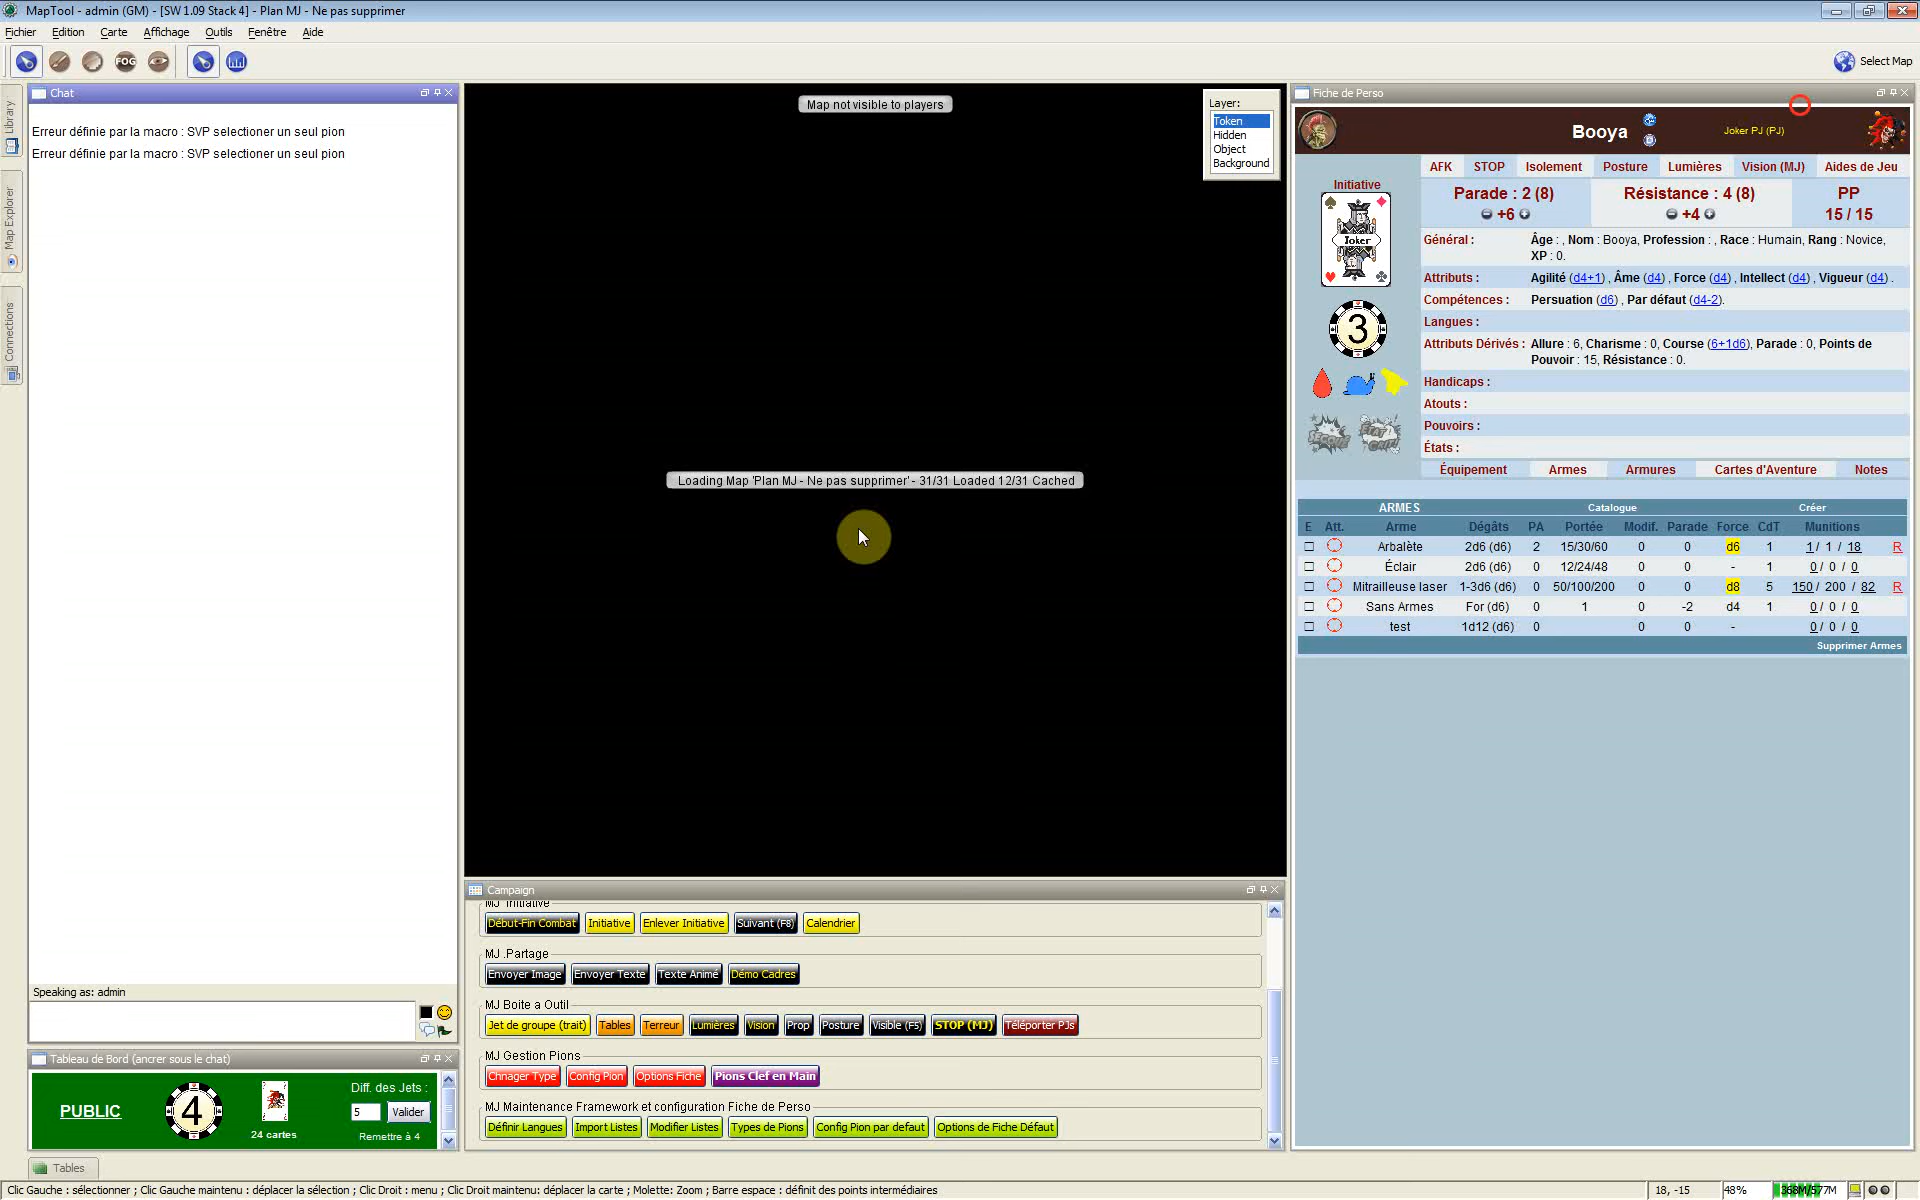 MapTool - admin (GM) - [SW 1.09 Stack 4] - Plan MJ - Ne pas supprimer
Fichier Edition Carte Affichage Outils Fenêtre Aide
FOG
Select Map
Library
Map Explorer
Connections
Chat
Erreur définie par la macro : SVP selectioner un seul pion
Erreur définie par la macro : SVP selectioner un seul pion
Speaking as: admin
Tableau de Bord (ancrer sous le chat)
PUBLIC
4
24 cartes
Diff. des Jets :
5 Valider
Remettre à 4
Tables
Map not visible to players
Layer:
Token
Hidden
Object
Background
Loading Map 'Plan MJ - Ne pas supprimer' - 31/31 Loaded 12/31 Cached
Campaign
MJ Initiative
Début-Fin Combat Initiative Enlever Initiative Suivant (F8) Calendrier
MJ .Partage
Envoyer Image Envoyer Texte Texte Animé Démo Cadres
MJ Boite a Outil
Jet de groupe (trait) Tables Terreur Lumières Vision Prop Posture Visible (F5) STOP (MJ) Téléporter PJs
MJ Gestion Pions
Chnager Type Config Pion Options Fiche Pions Clef en Main
MJ Maintenance Framework et configuration Fiche de Perso
Définir Langues Import Listes Modifier Listes Types de Pions Config Pion par defaut Options de Fiche Défaut
Fiche de Perso
Booya
Joker PJ (PJ)
AFK STOP Isolement Posture Lumières Vision (MJ) Aides de Jeu
Initiative
Joker
3
Parade : 2 (8) Résistance : 4 (8) PP
+6 +4 15 / 15
Général : Âge : , Nom : Booya, Profession : , Race : Humain, Rang : Novice,
XP : 0.
Attributs : Agilité (d4+1) , Âme (d4) , Force (d4) , Intellect (d4) , Vigueur (d4) .
Compétences : Persuation (d6) , Par défaut (d4-2).
Langues :
Attributs Dérivés : Allure : 6, Charisme : 0, Course (6+1d6), Parade : 0, Points de
Pouvoir : 15, Résistance : 0.
Handicaps :
Atouts :
Pouvoirs :
États :
Équipement Armes Armures Cartes d'Aventure Notes
ARMES Catalogue Créer
E Att. Arme Dégâts PA Portée Modif. Parade Force CdT Munitions
Arbalète 2d6 (d6) 2 15/30/60 0 0 d6 1 1 / 1 / 18 R
Éclair 2d6 (d6) 0 12/24/48 0 0 - 1 0 / 0 / 0
Mitrailleuse laser 1-3d6 (d6) 0 50/100/200 0 0 d8 5 150 / 200 / 82 R
Sans Armes For (d6) 0 1 0 -2 d4 1 0 / 0 / 0
test 1d12 (d6) 0 0 0 - 0 / 0 / 0
Supprimer Armes
Clic Gauche : sélectionner ; Clic Gauche maintenu : déplacer la sélection ; Clic Droit : menu ; Clic Droit maintenu: déplacer la carte ; Molette: Zoom ; Barre espace : définit des points intermédiaires
18, -15 48% 368M/577M